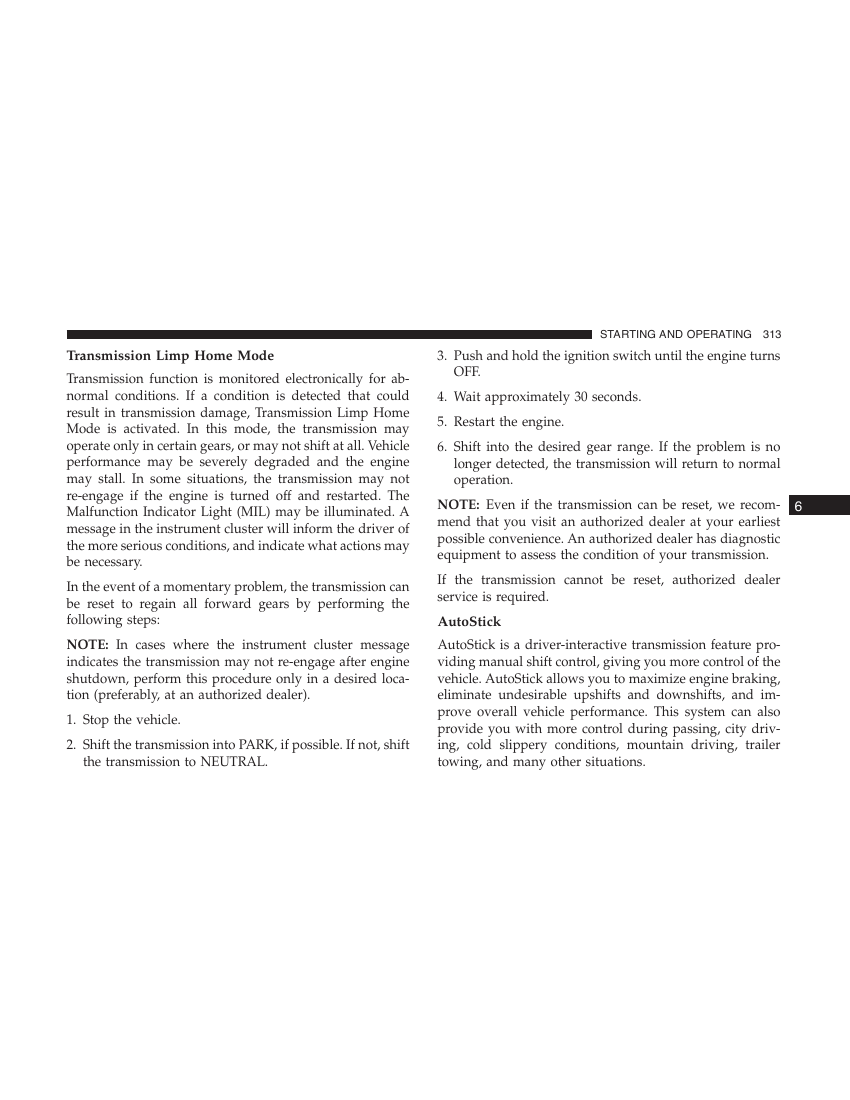 STARTING AND OPERATING 313
Transmission Limp Home Mode
Transmission function is monitored electronically for ab-
normal conditions. If a condition is detected that could
result in transmission damage, Transmission Limp Home
Mode is activated. In this mode, the transmission may
operate only in certain gears, or may not shift at all. Vehicle
performance may be severely degraded and the engine
may stall. In some situations, the transmission may not
re-engage if the engine is turned off and restarted. The
Malfunction Indicator Light (MIL) may be illuminated. A
message in the instrument cluster will inform the driver of
the more serious conditions, and indicate what actions may
be necessary.
In the event of a momentary problem, the transmission can
be reset to regain all forward gears by performing the
following steps:
NOTE: In cases where the instrument cluster message
indicates the transmission may not re-engage after engine
shutdown, perform this procedure only in a desired loca-
tion (preferably, at an authorized dealer).
1. Stop the vehicle.
2. Shift the transmission into PARK, if possible. If not, shift
the transmission to NEUTRAL.
3. Push and hold the ignition switch until the engine turns
OFF.
4. Wait approximately 30 seconds.
5. Restart the engine.
6. Shift into the desired gear range. If the problem is no
longer detected, the transmission will return to normal
operation.
NOTE: Even if the transmission can be reset, we recom-
mend that you visit an authorized dealer at your earliest
possible convenience. An authorized dealer has diagnostic
equipment to assess the condition of your transmission.
If the transmission cannot be reset, authorized dealer
service is required.
AutoStick
AutoStick is a driver-interactive transmission feature pro-
viding manual shift control, giving you more control of the
vehicle. AutoStick allows you to maximize engine braking,
eliminate undesirable upshifts and downshifts, and im-
prove overall vehicle performance. This system can also
provide you with more control during passing, city driv-
ing, cold slippery conditions, mountain driving, trailer
towing, and many other situations.
6